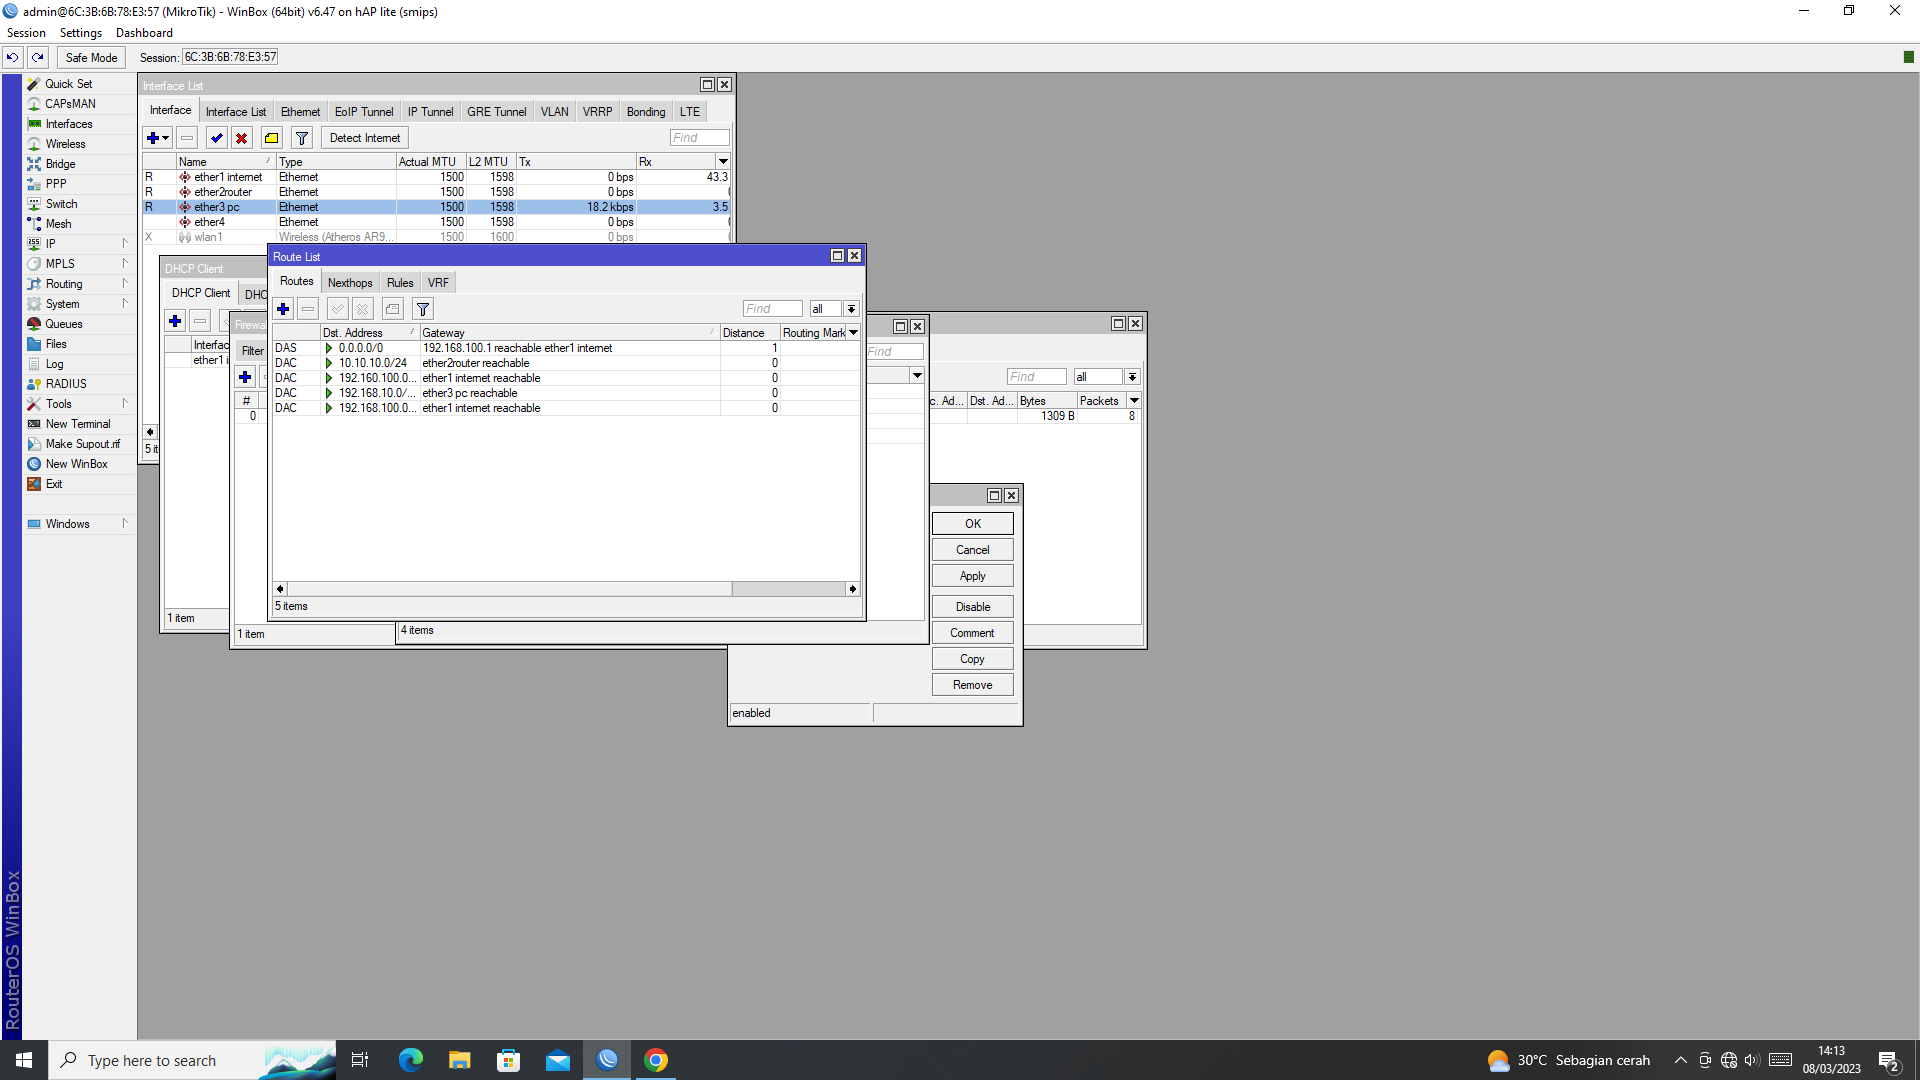 admin@6C:3B:6B:78:E3:57 (MikroTik) - WinBox (64bit) v6.47 on hAP lite (smips)
Session Settings Dashboard
Safe Mode Session: 6C:3B:6B:78:E3:57
Quick Set
CAPsMAN
Interfaces
Wireless
Bridge
PPP
Switch
Mesh
IP
MPLS
Routing
System
Queues
Files
Log
RADIUS
Tools
New Terminal
Make Supout.rif
New WinBox
Exit
Windows
RouterOS WinBox
Interface List
Interface Interface List Ethernet EoIP Tunnel IP Tunnel GRE Tunnel VLAN VRRP Bonding LTE
Detect Internet Find
Name Type Actual MTU L2 MTU Tx Rx
R ether1 internet Ethernet 1500 1598 0 bps 43.3
R ether2router Ethernet 1500 1598 0 bps
R ether3 pc Ethernet 1500 1598 18.2 kbps 3.5
ether4 Ethernet 1500 1598 0 bps
X wlan1 Wireless (Atheros AR9... 1500 1600 0 bps
5 it
DHCP Client
DHCP Client DHC
Interfac
ether1 i
1 item
Firewa
Filter
#
0
1 item
Route List
Routes Nexthops Rules VRF
Find all
Dst. Address Gateway Distance Routing Mark
DAS 0.0.0.0/0 192.168.100.1 reachable ether1 internet 1
DAC 10.10.10.0/24 ether2router reachable 0
DAC 192.160.100.0... ether1 internet reachable 0
DAC 192.168.10.0/... ether3 pc reachable 0
DAC 192.168.100.0... ether1 internet reachable 0
5 items
Find
4 items
Find all
c. Ad... Dst. Ad... Bytes Packets
1309 B 8
OK
Cancel
Apply
Disable
Comment
Copy
Remove
enabled
Type here to search
30°C Sebagian cerah
14:13
08/03/2023
2